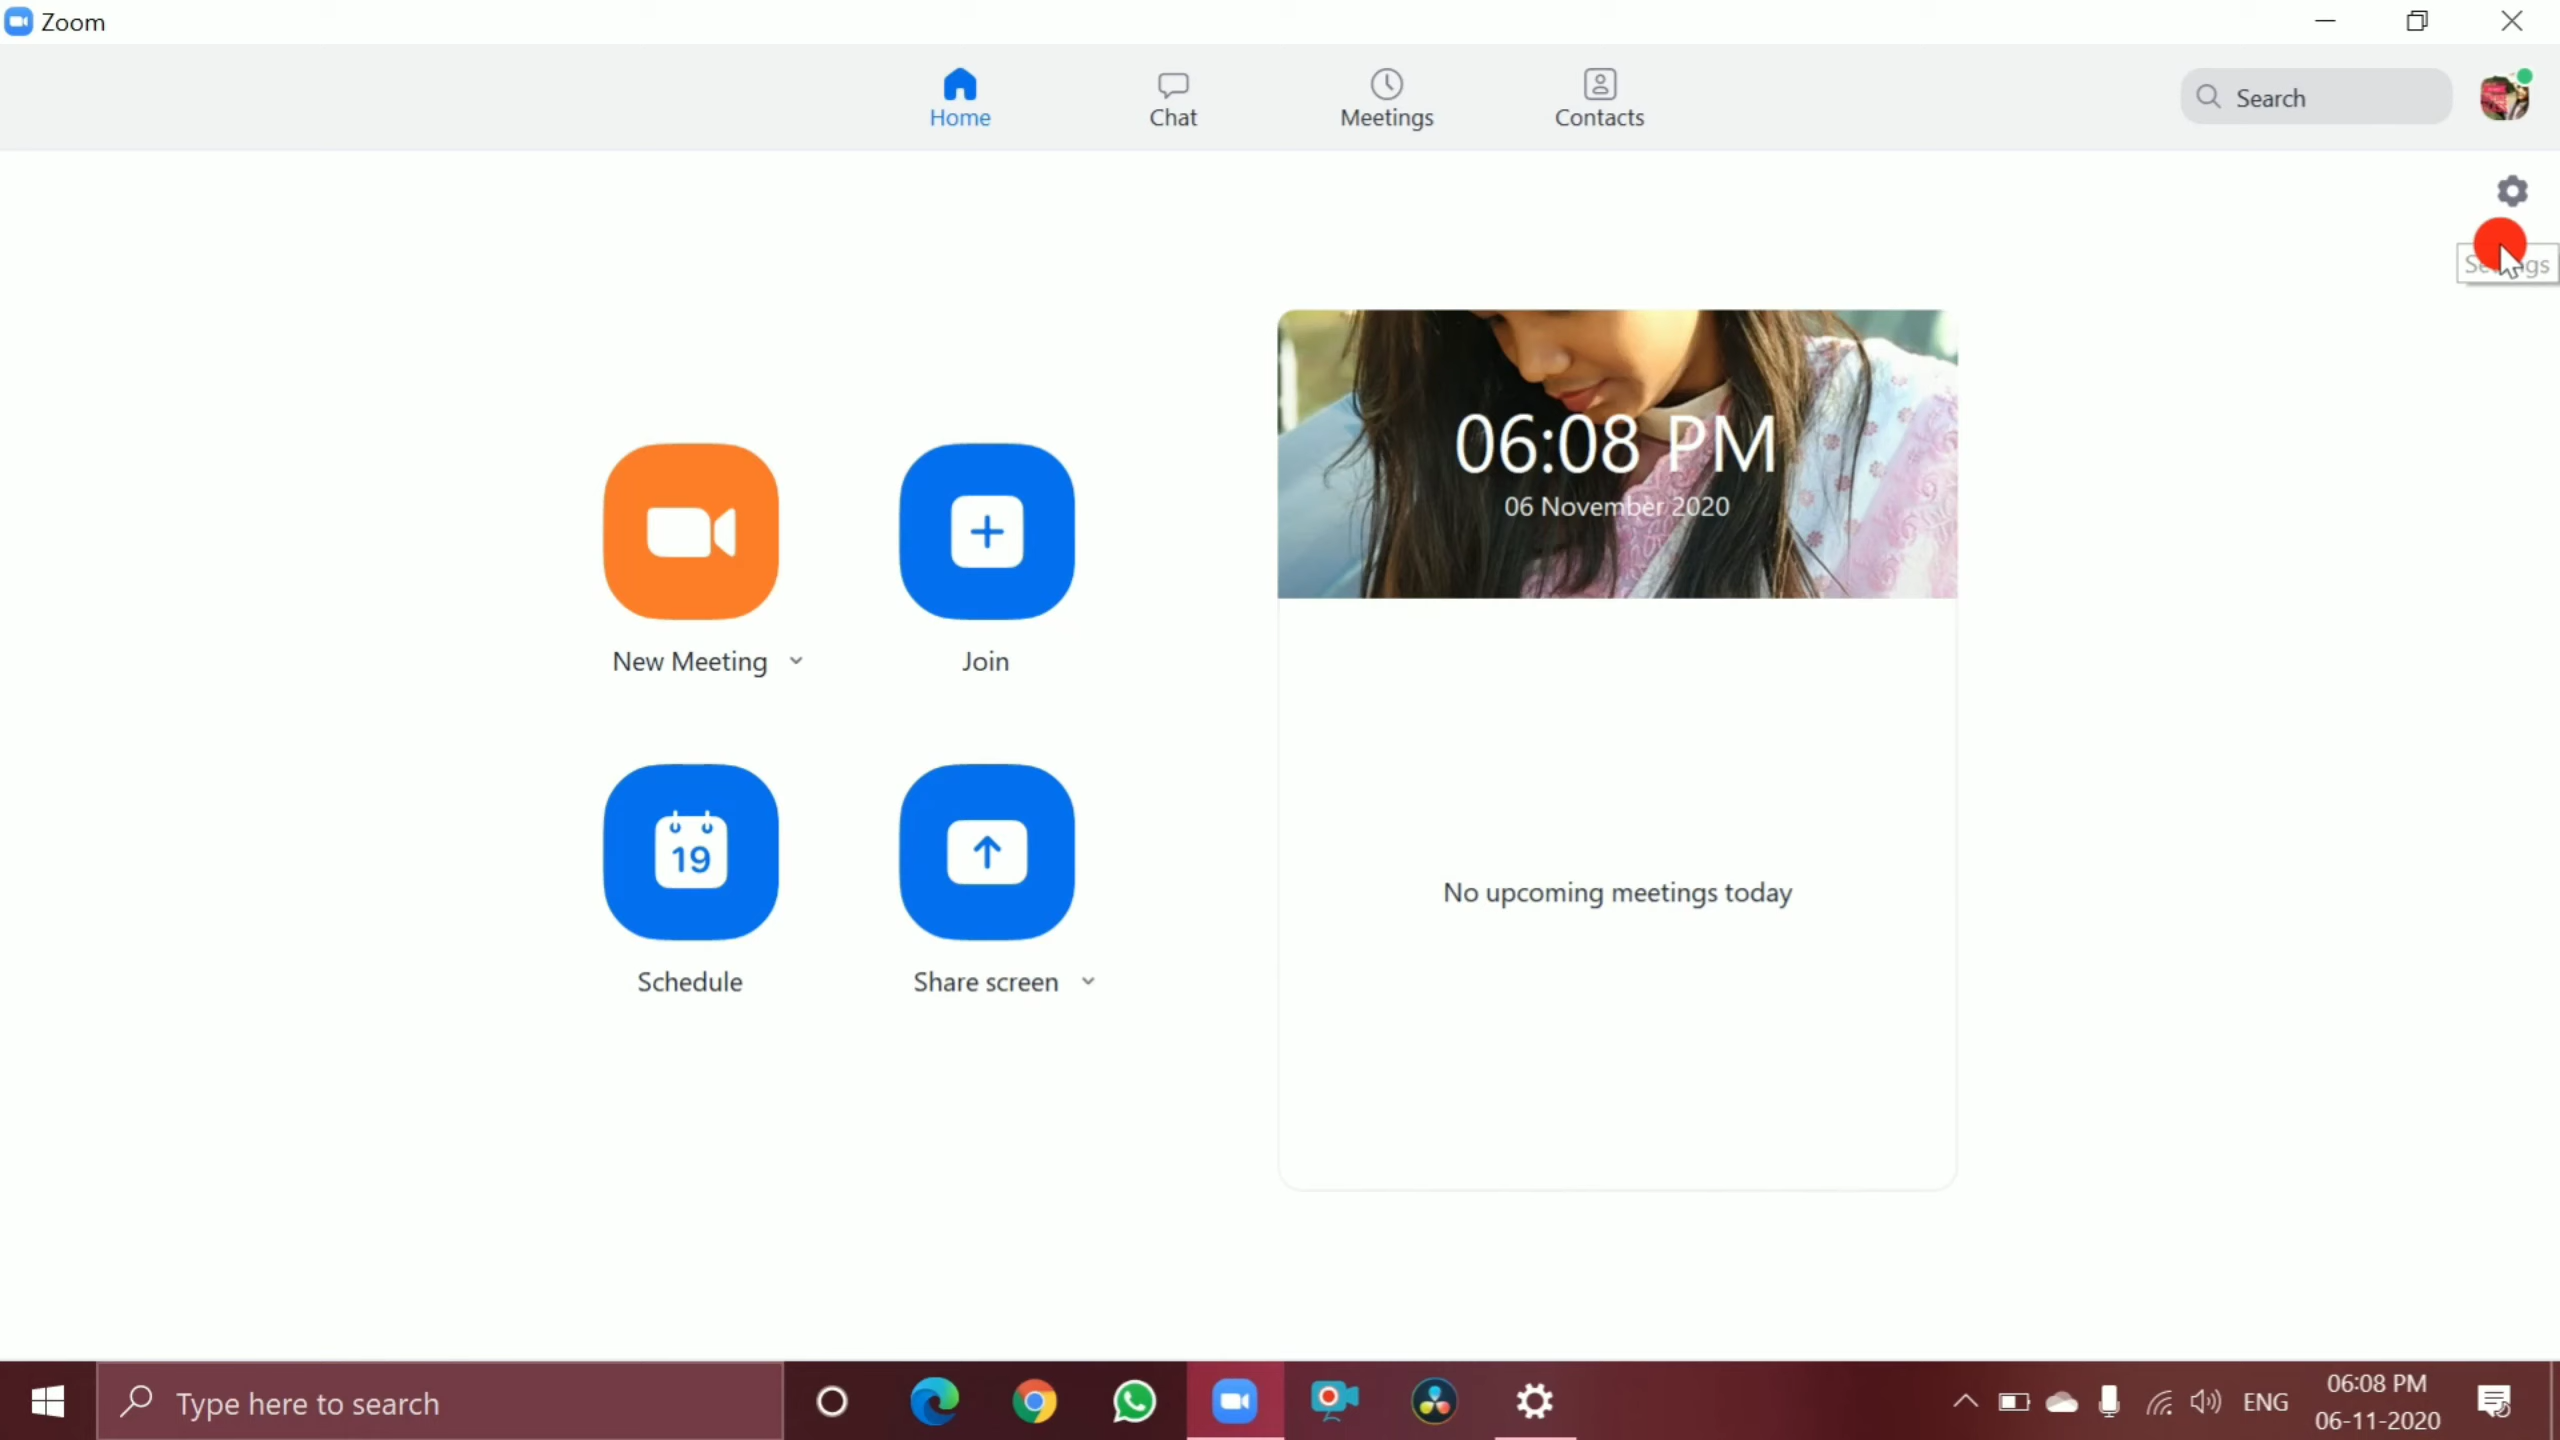 Zoom
Home
Chat
Meetings
Contacts
Search
06:08 PM
06 November 2020
New Meeting
Join
19
Schedule
Share screen
No upcoming meetings today
Type here to search
ENG
06:08 PM
06-11-2020